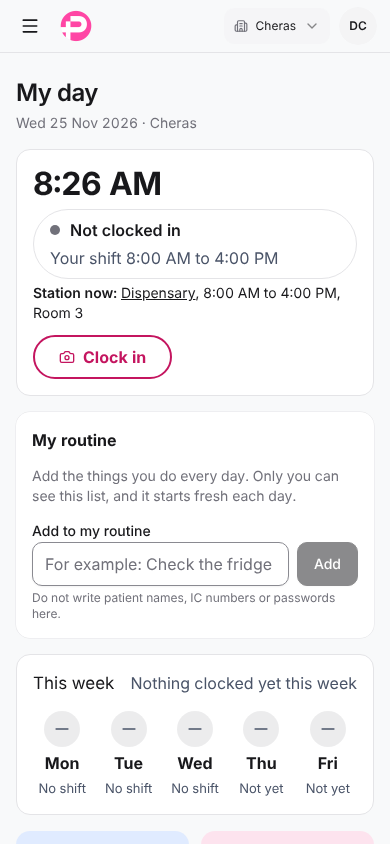 Cheras
DC
My day
Wed 25 Nov 2026 · Cheras
8:26 AM
Not clocked in
Your shift 8:00 AM to 4:00 PM
Station now: Dispensary, 8:00 AM to 4:00 PM,
Room 3
Clock in
My routine
Add the things you do every day. Only you can
see this list, and it starts fresh each day.
Add to my routine
For example: Check the fridge
Add
Do not write patient names, IC numbers or passwords
here.
This week
Nothing clocked yet this week
Mon Tue Wed Thu Fri
No shift No shift No shift Not yet Not yet